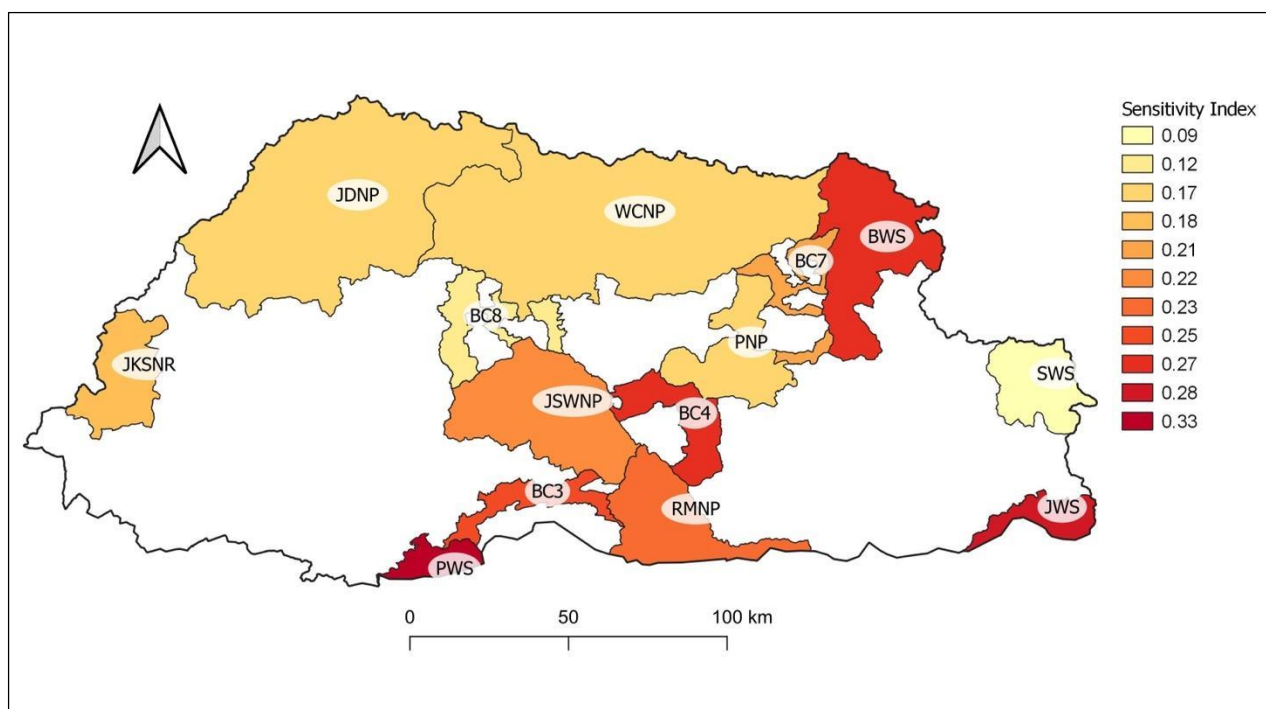 Sensitivity Index
0.09
0.12
0.17
0.18
0.21
0.22
0.23
0.25
0.27
0.28
0.33
JDNP
WCNP
BWS
BC7
BC8
PNP
JKSNR
SWS
JSWNP
BC4
BC3
RMNP
JWS
PWS
0 50 100 km